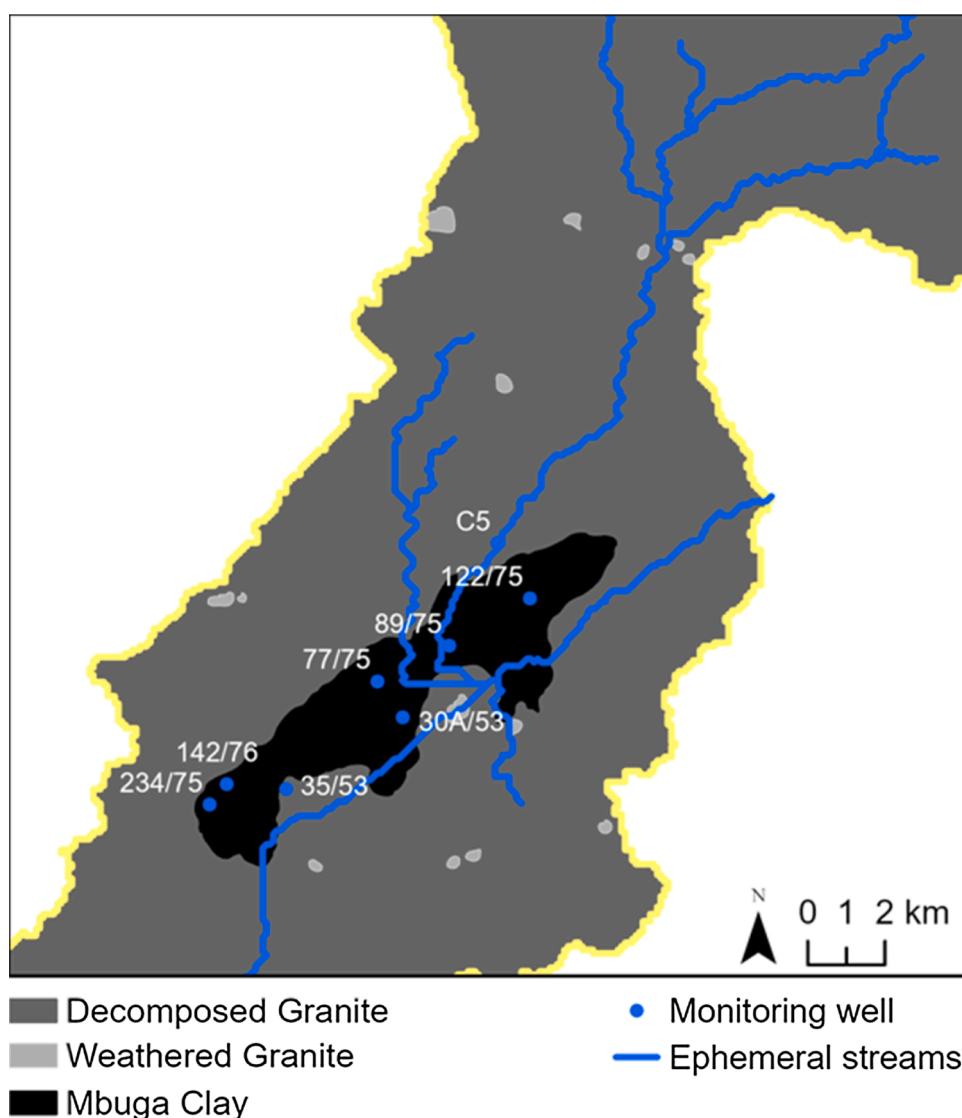 C5
122/75
89/75
77/75
30A/53
142/76
234/75
35/53
N
0 1 2 km
Decomposed Granite
Weathered Granite
Mbuga Clay
Monitoring well
Ephemeral streams